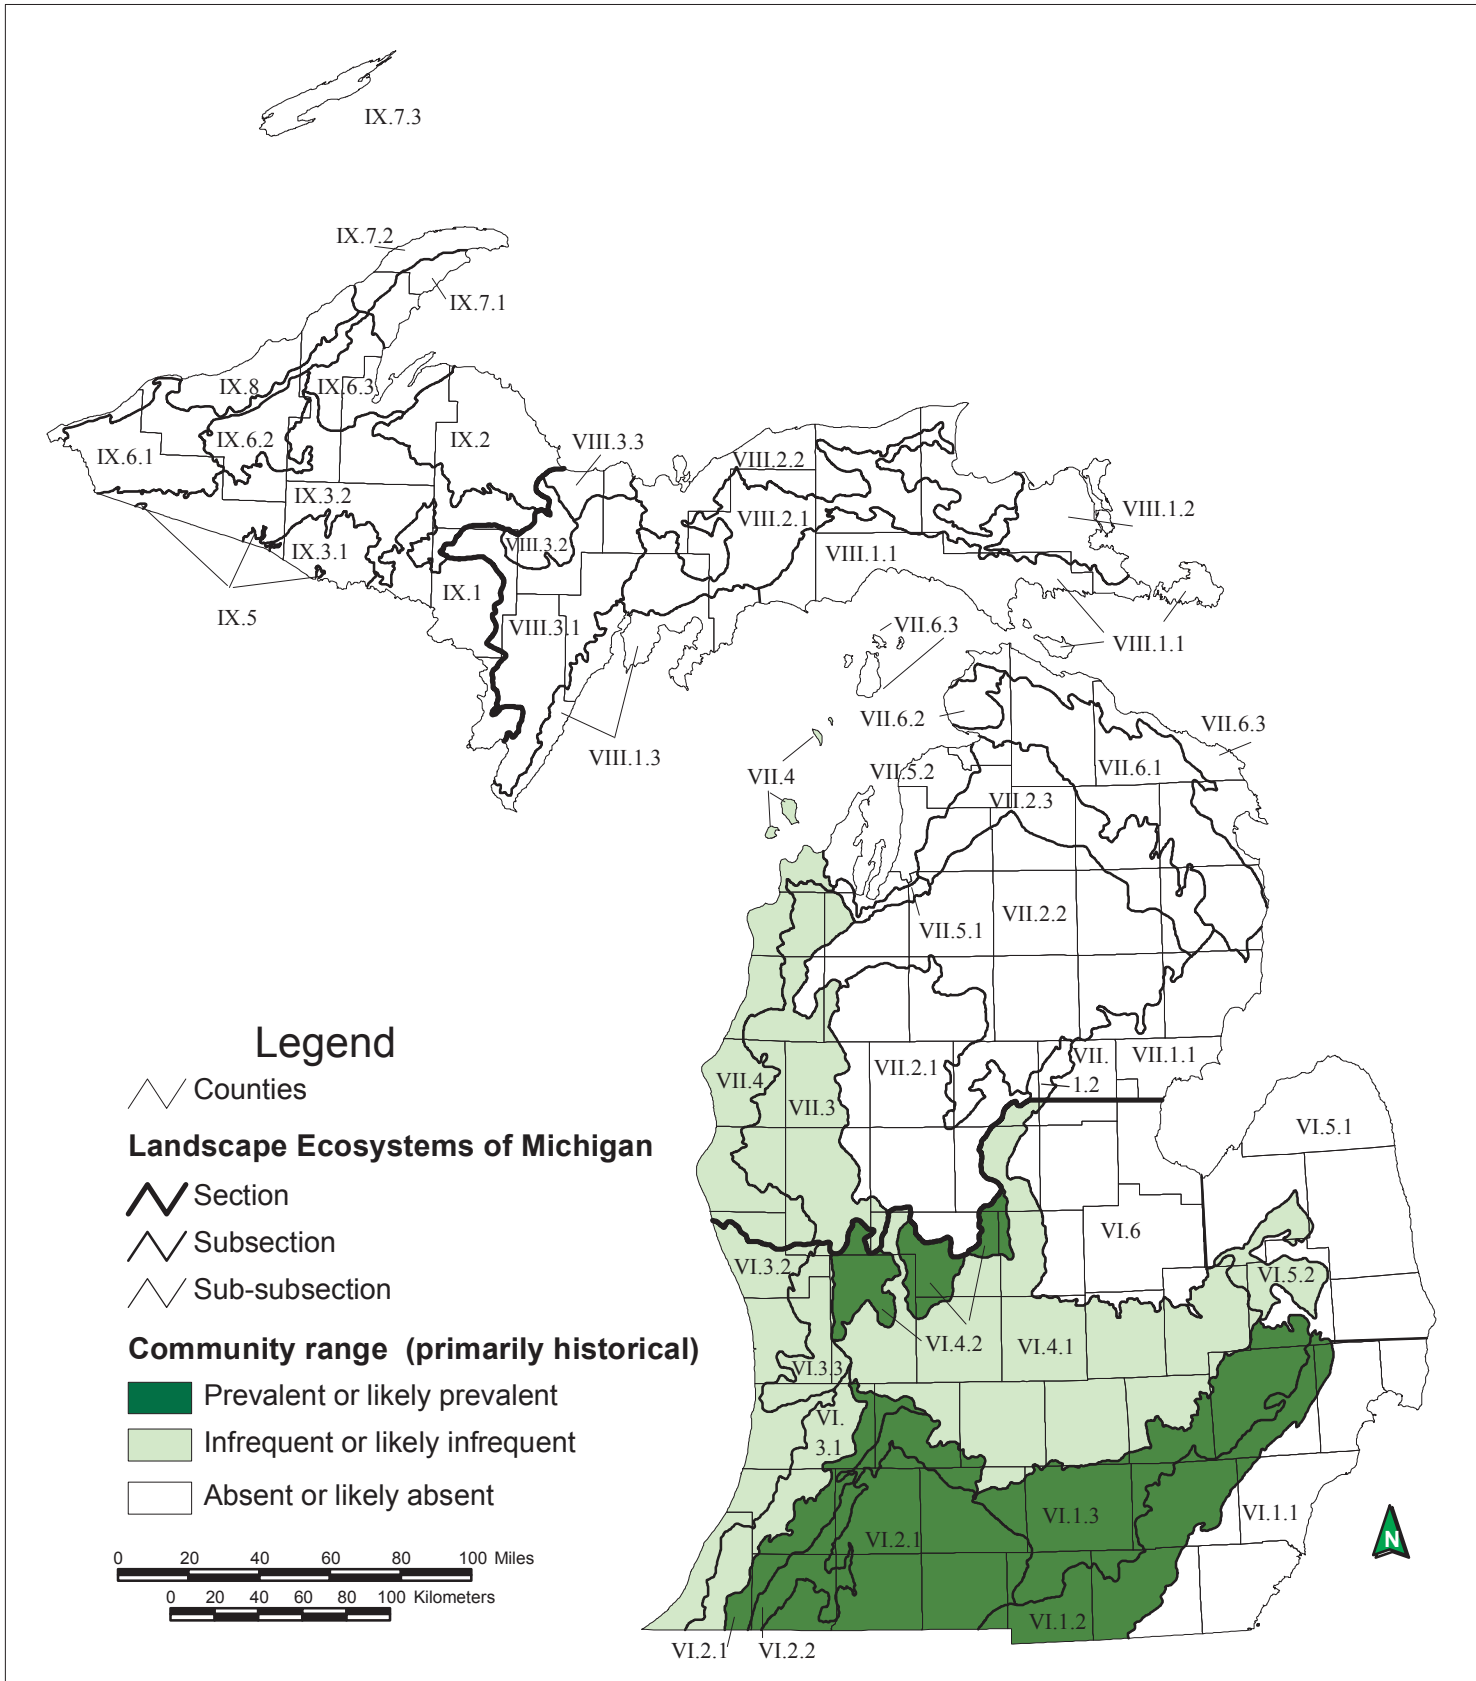 IX.7.3
IX.7.2
IX.7.1
IX.8
IX.6.3
IX.6.2
IX.2
VIII.3.3
IX.6.1
VIII.2.2
IX.3.2
VIII.1.2
VIII.2.1
VIII.3.2
IX.3.1
VIII.1.1
IX.1
IX.5
VIII.3.1
VII.6.3
VIII.1.1
VII.6.2
VII.6.3
VIII.1.3
VII.4
VII.5.2
VII.6.1
VII.2.3
VII.5.1
VII.2.2
Legend
Counties
Landscape Ecosystems of Michigan
Section
Subsection
Sub-subsection
Community range (primarily historical)
Prevalent or likely prevalent
Infrequent or likely infrequent
Absent or likely absent
VII.2.1
VII.
1.2
VII.1.1
VII.4
VII.3
VI.5.1
VI.6
VI.3.2
VI.5.2
VI.4.2
VI.4.1
VI.3.3
VI.
3.1
VI.1.3
VI.1.1
VI.2.1
VI.1.2
VI.2.1
VI.2.2
0 20 40 60 80 100 Miles
0 20 40 60 80 100 Kilometers
N